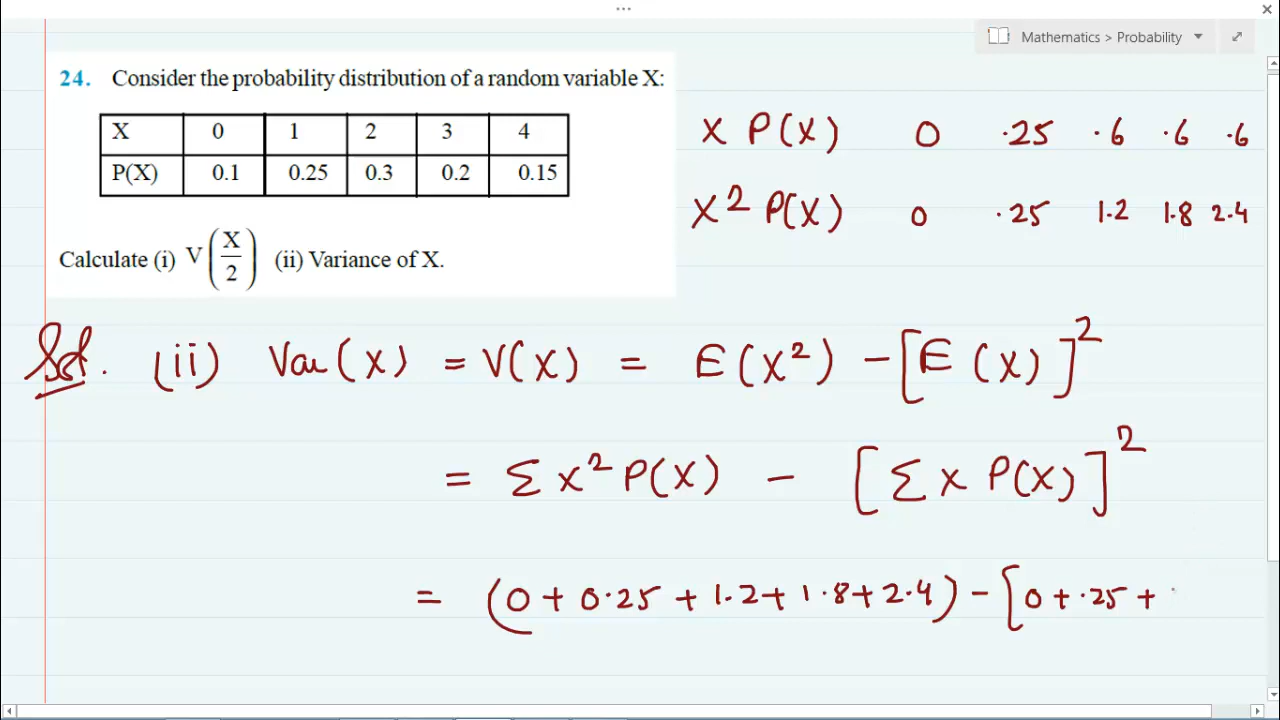 Mathematics > Probability
24. Consider the probability distribution of a random variable X:
X 0 1 2 3 4
P(X) 0.1 0.25 0.3 0.2 0.15
Calculate (i) V(X/2) (ii) Variance of X.
X P(X) 0 .25 .6 .6 .6
X² P(X) 0 .25 1.2 1.8 2.4
Sol. (ii) Var(X) = V(X) = E(X²) - [E(X)]²
= Σ X² P(X) - [Σ X P(X)]²
= (0 + 0.25 + 1.2 + 1.8 + 2.4) - [0 + .25 +